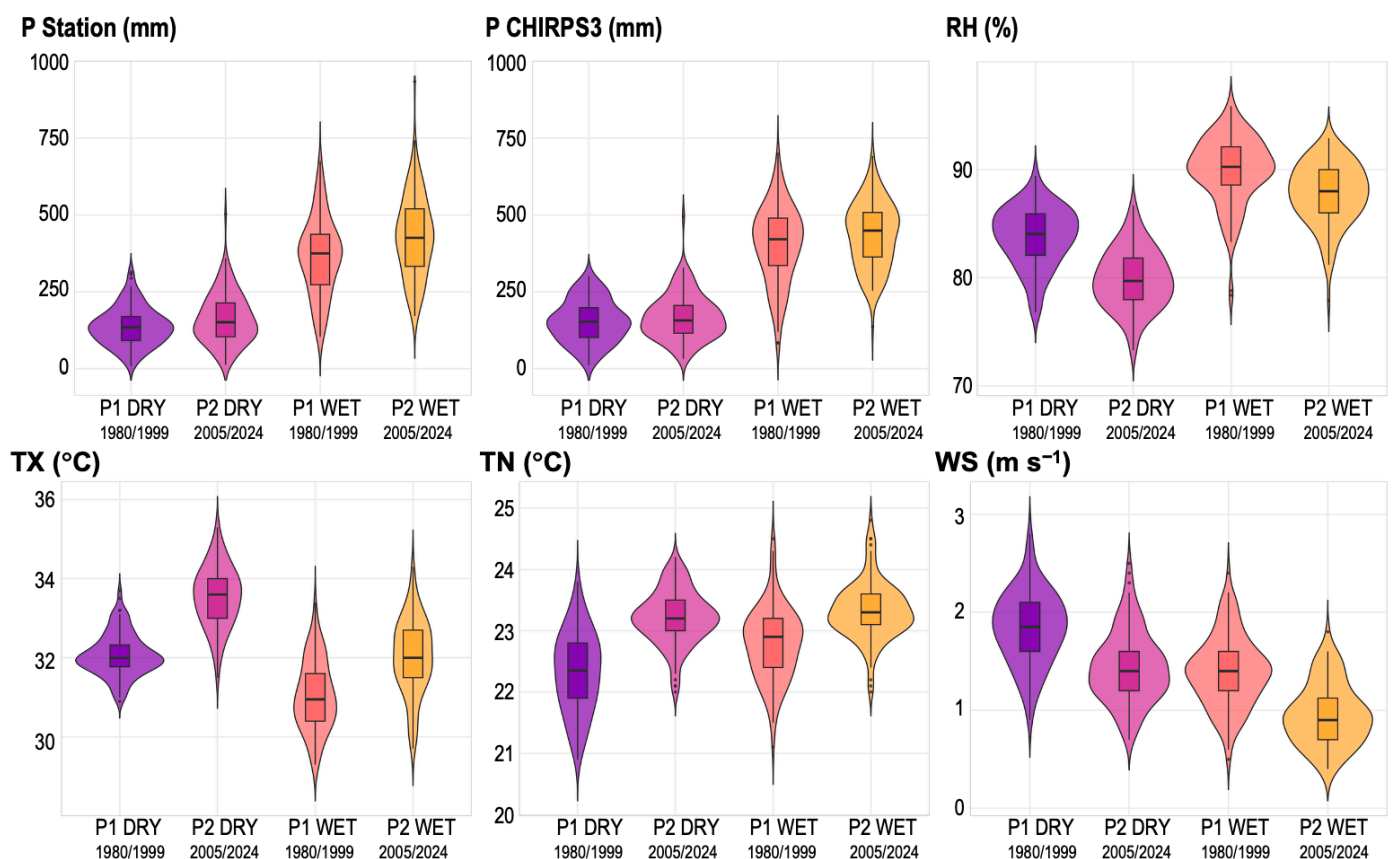 P Station (mm)
1000
750
500
250
0
P1 DRY P2 DRY P1 WET P2 WET
1980/1999 2005/2024 1980/1999 2005/2024
P CHIRPS3 (mm)
1000
750
500
250
0
P1 DRY P2 DRY P1 WET P2 WET
1980/1999 2005/2024 1980/1999 2005/2024
RH (%)
90
80
70
P1 DRY P2 DRY P1 WET P2 WET
1980/1999 2005/2024 1980/1999 2005/2024
TX (°C)
36
34
32
30
P1 DRY P2 DRY P1 WET P2 WET
1980/1999 2005/2024 1980/1999 2005/2024
TN (°C)
25
24
23
22
21
20
P1 DRY P2 DRY P1 WET P2 WET
1980/1999 2005/2024 1980/1999 2005/2024
WS (m s⁻¹)
3
2
1
0
P1 DRY P2 DRY P1 WET P2 WET
1980/1999 2005/2024 1980/1999 2005/2024